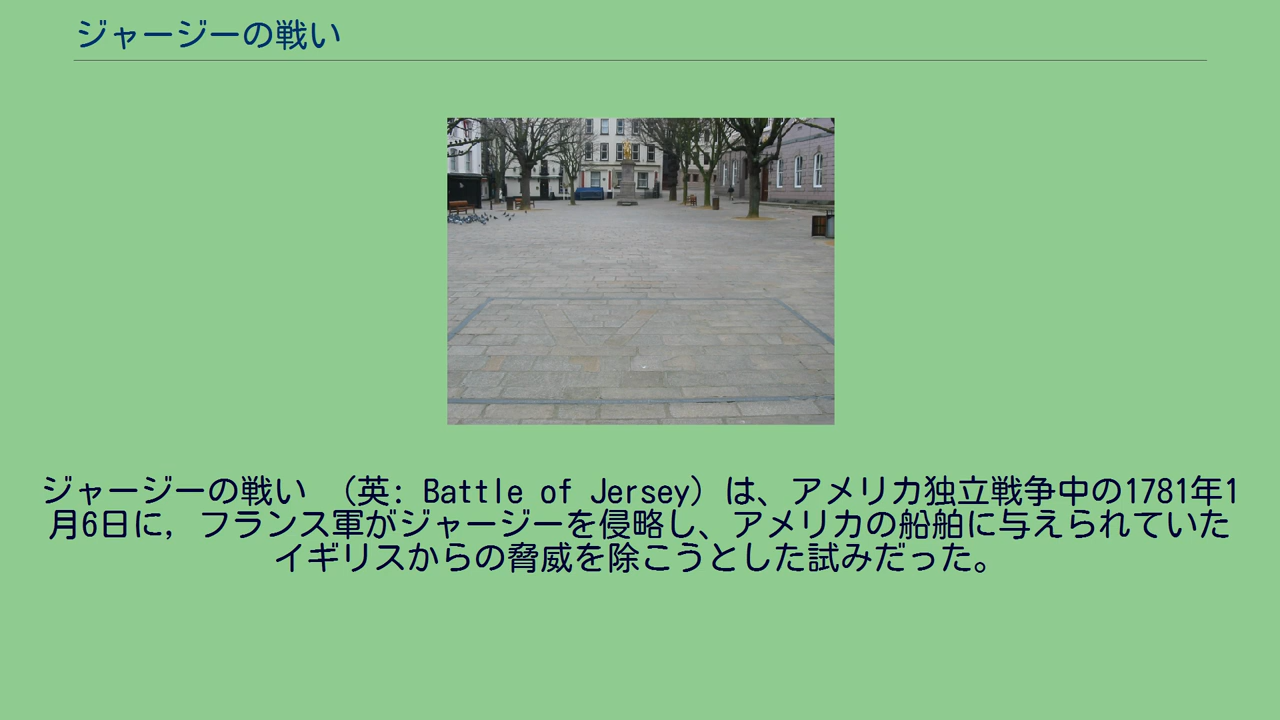 ジャージーの戦い
ジャージーの戦い （英: Battle of Jersey）は、アメリカ独立戦争中の1781年1
月6日に，フランス軍がジャージーを侵略し、アメリカの船舶に与えられていた
イギリスからの脅威を除こうとした試みだった。